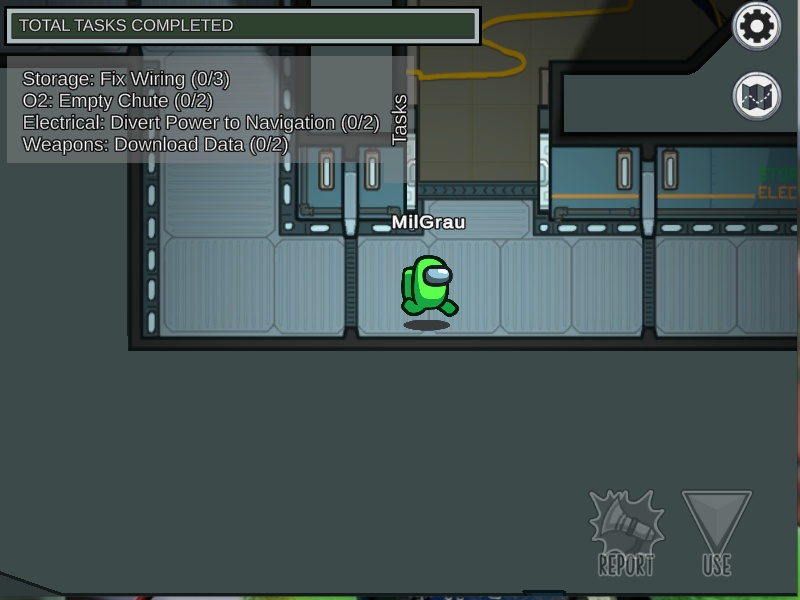 TOTAL TASKS COMPLETED
Storage: Fix Wiring (0/3)
O2: Empty Chute (0/2)
Electrical: Divert Power to Navigation (0/2)
Weapons: Download Data (0/2)
Tasks
MilGrau
REPORT
USE